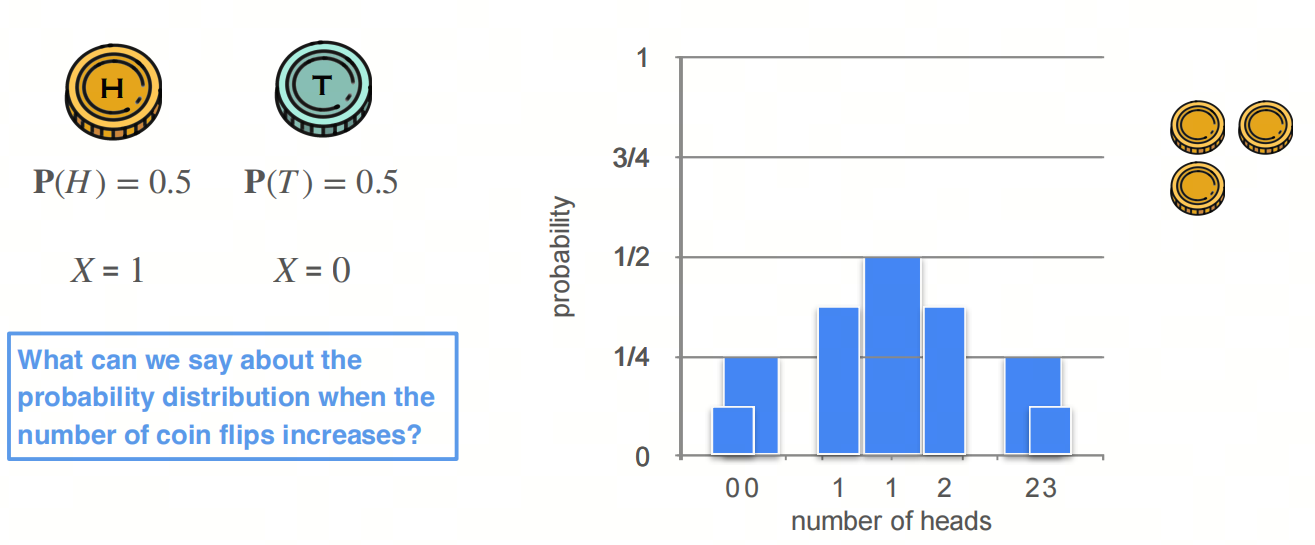 H
T
P(H) = 0.5
P(T) = 0.5
X = 1
X = 0
What can we say about the
probability distribution when the
number of coin flips increases?
probability
1
3/4
1/2
1/4
0
0 0 1 1 2 2 3
number of heads